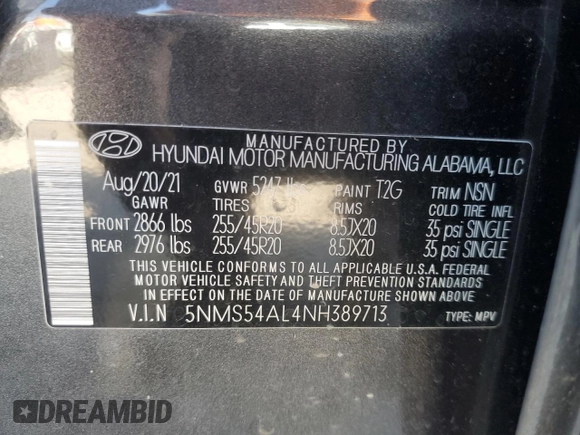 MANUFACTURED BY
HYUNDAI MOTOR MANUFACTURING ALABAMA, LLC
Aug/20/21 GVWR 5247 PAINT T2G TRIM NSN
GAWR TIRES RIMS COLD TIRE INFL
FRONT 2866 lbs 255/45R20 8.5JX20 35 psi SINGLE
REAR 2976 lbs 255/45R20 8.5JX20 35 psi SINGLE
THIS VEHICLE CONFORMS TO ALL APPLICABLE U.S.A. FEDERAL
MOTOR VEHICLE SAFETY AND THEFT PREVENTION STANDARDS
IN EFFECT ON THE DATE OF MANUFACTURE SHOWN ABOVE
V.I.N 5NMS54AL4NH389713 TYPE: MPV
DREAMBID